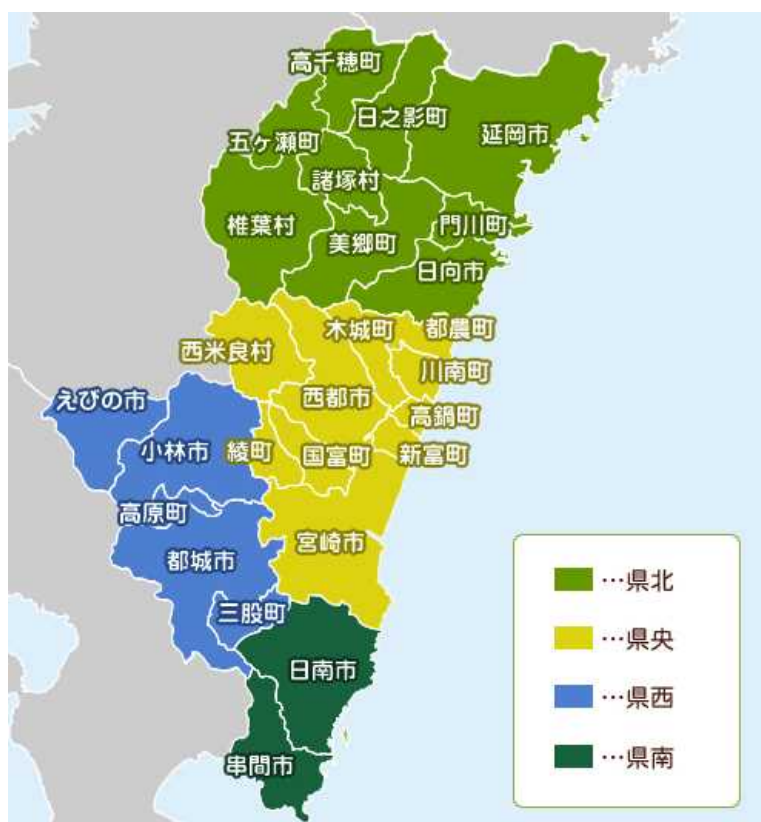 高千穂町
日之影町
延岡市
五ヶ瀬町
諸塚村
椎葉村
門川町
美郷町
日向市
木城町
都農町
西米良村
川南町
えびの市
西都市
高鍋町
小林市
綾町
国富町
新富町
高原町
宮崎市
都城市
三股町
日南市
串間市
…県北
…県央
…県西
…県南